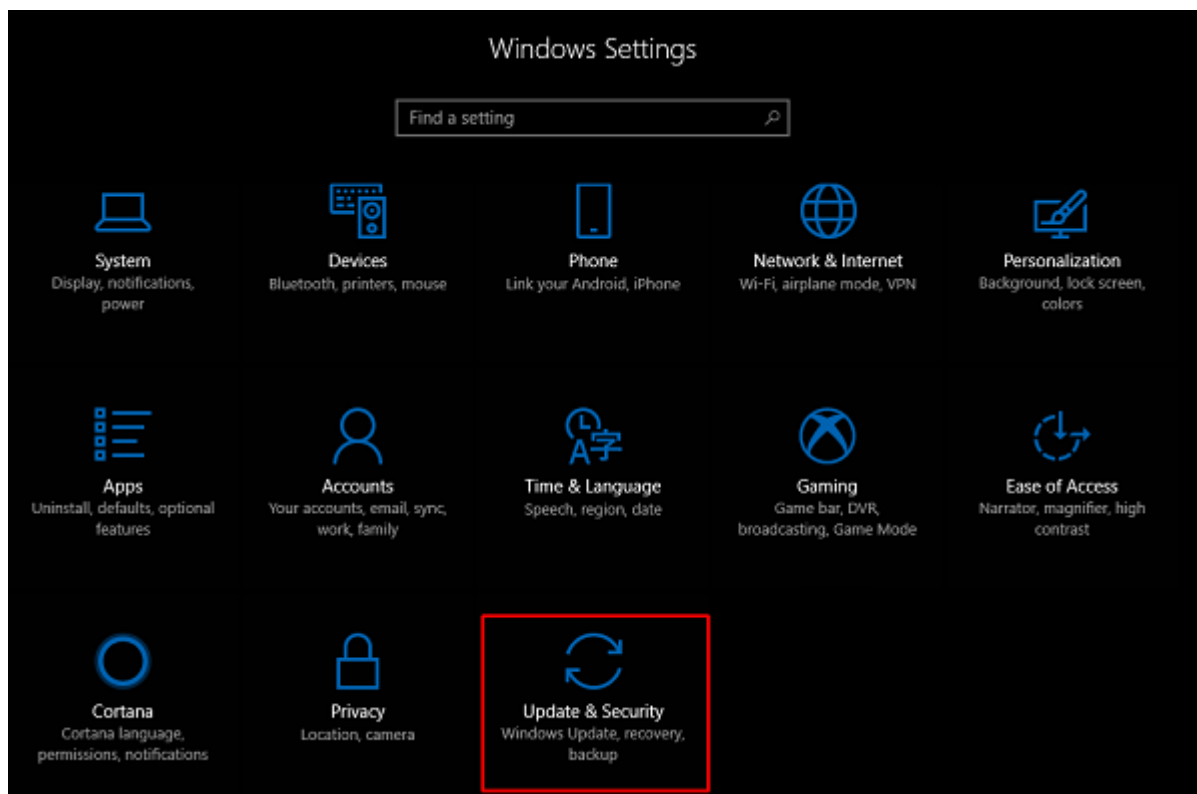 Windows Settings
Find a setting
System
Display, notifications,
power
Devices
Bluetooth, printers, mouse
Phone
Link your Android, iPhone
Network & Internet
Wi-Fi, airplane mode, VPN
Personalization
Background, lock screen,
colors
Apps
Uninstall, defaults, optional
features
Accounts
Your accounts, email, sync,
work, family
A字
Time & Language
Speech, region, date
Gaming
Game bar, DVR,
broadcasting, Game Mode
Ease of Access
Narrator, magnifier, high
contrast
Cortana
Cortana language,
permissions, notifications
Privacy
Location, camera
Update & Security
Windows Update, recovery,
backup